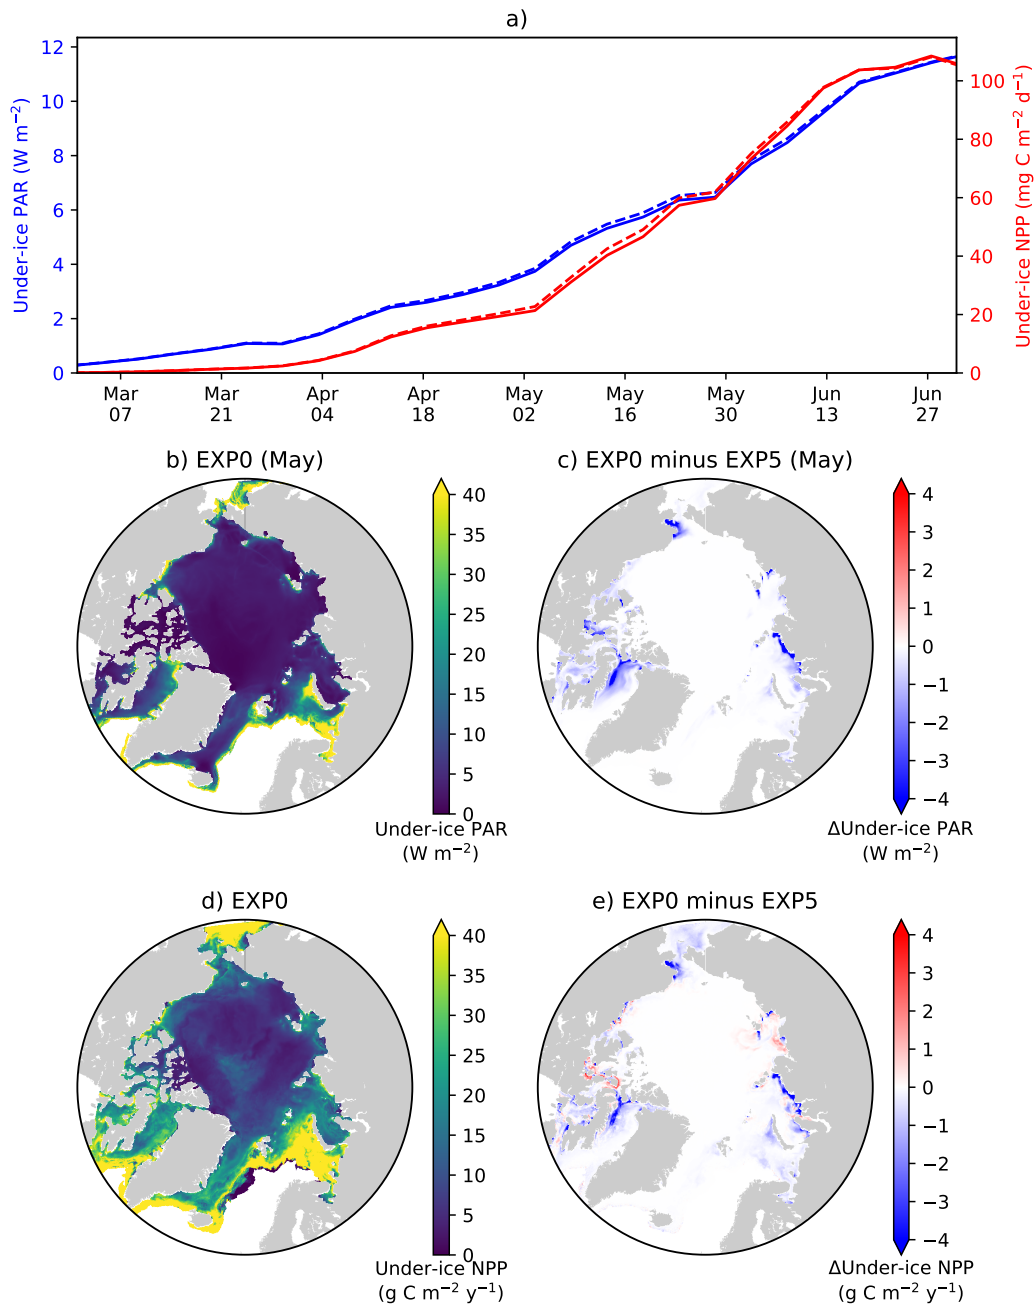 a)
Under-ice PAR (W m⁻²)
12
10
8
6
4
2
0
Under-ice NPP (mg C m⁻² d⁻¹)
100
80
60
40
20
0
Mar 07
Mar 21
Apr 04
Apr 18
May 02
May 16
May 30
Jun 13
Jun 27
b) EXP0 (May)
40
35
30
25
20
15
10
5
0
Under-ice PAR
(W m⁻²)
c) EXP0 minus EXP5 (May)
4
3
2
1
0
−1
−2
−3
−4
ΔUnder-ice PAR
(W m⁻²)
d) EXP0
40
35
30
25
20
15
10
5
0
Under-ice NPP
(g C m⁻² y⁻¹)
e) EXP0 minus EXP5
4
3
2
1
0
−1
−2
−3
−4
ΔUnder-ice NPP
(g C m⁻² y⁻¹)